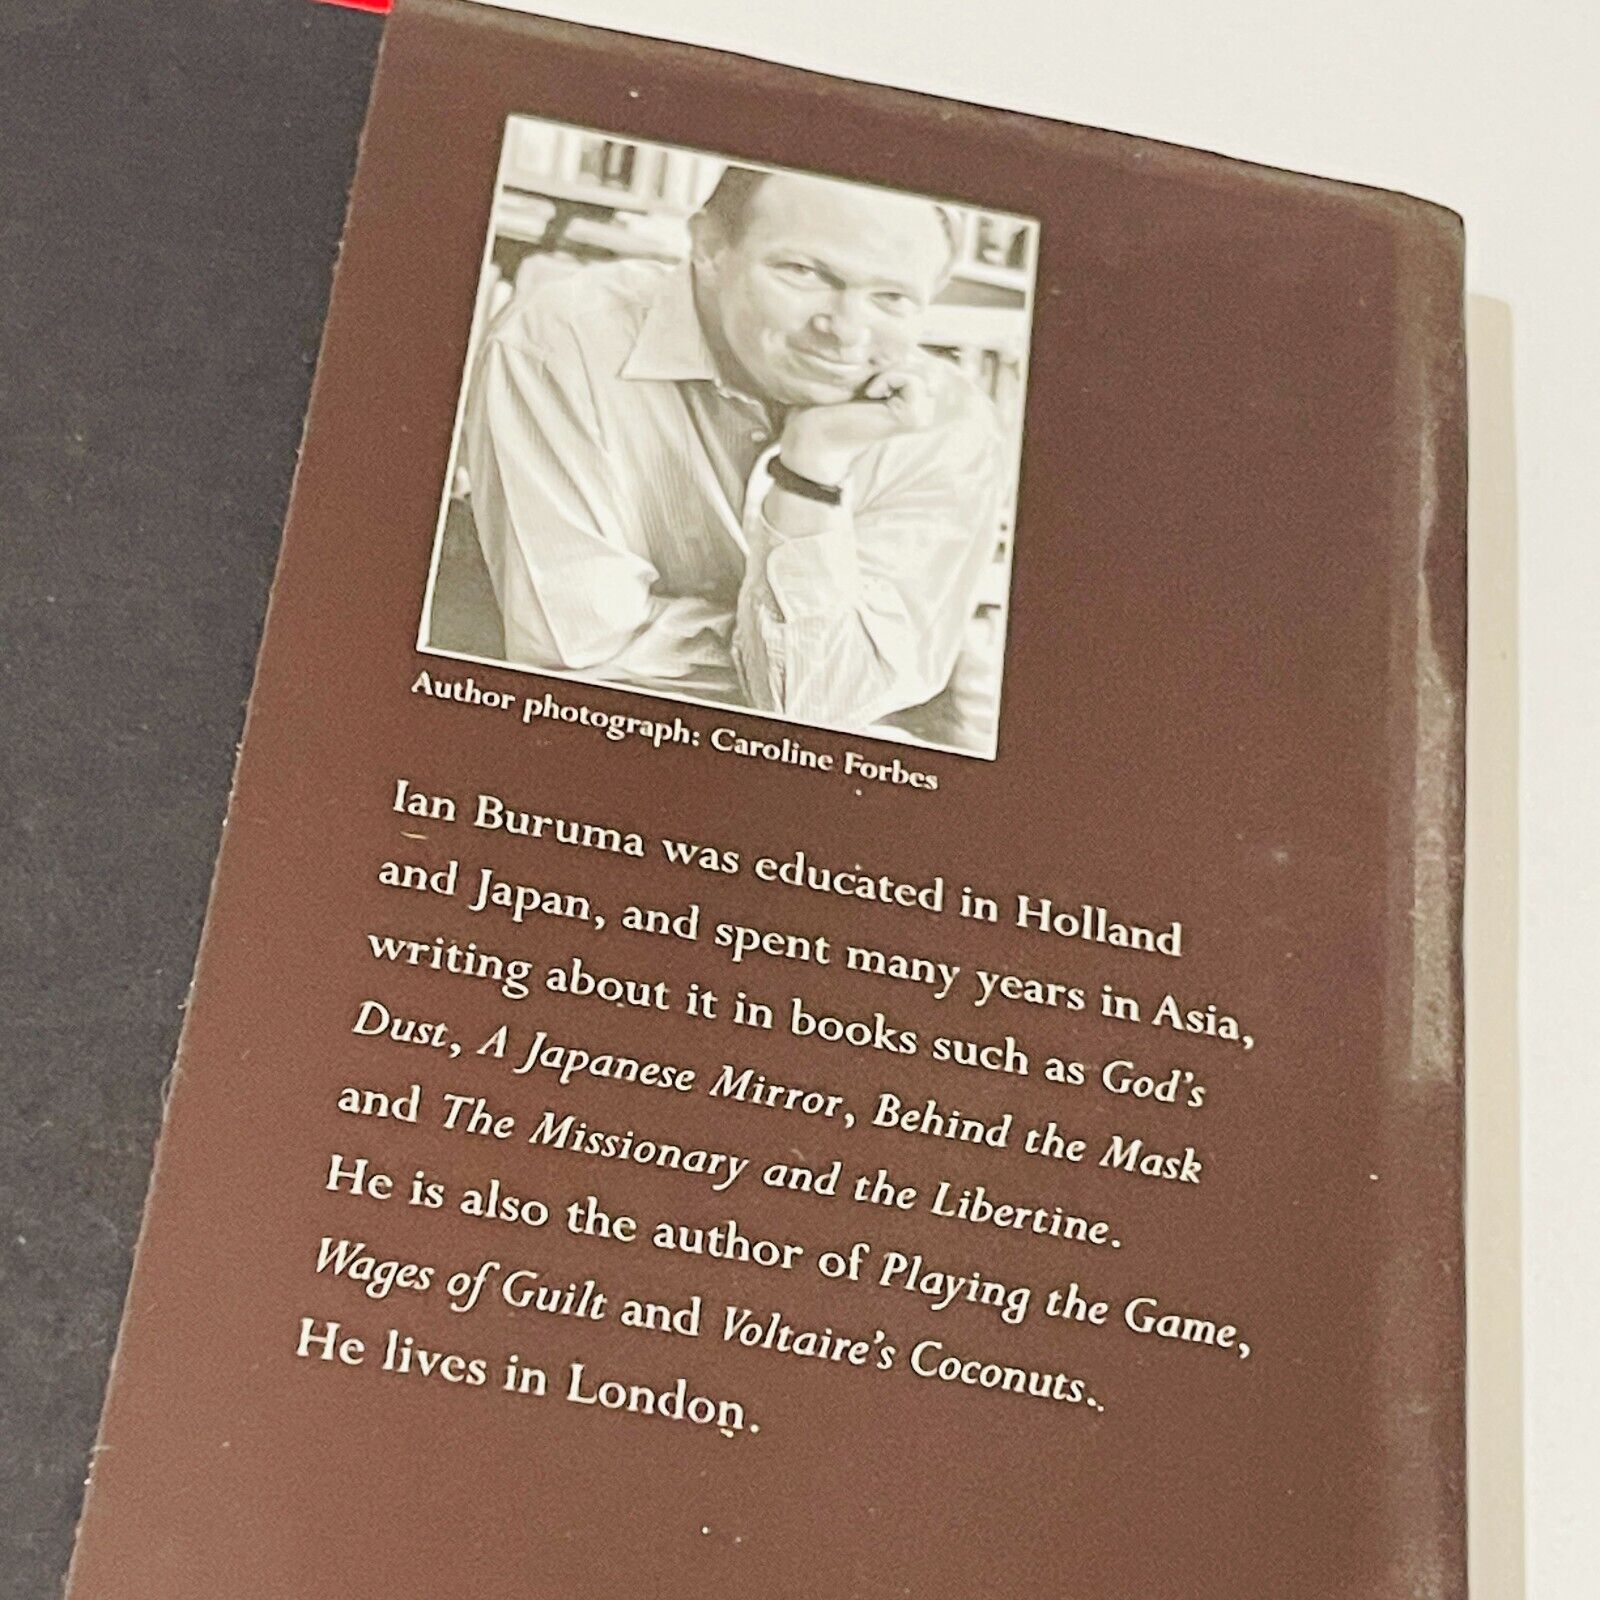 Author photograph: Caroline Forbes
Ian Buruma was educated in Holland
and Japan, and spent many years in Asia,
writing about it in books such as God's
Dust, A Japanese Mirror, Behind the Mask
and The Missionary and the Libertine.
He is also the author of Playing the Game,
Wages of Guilt and Voltaire's Coconuts.
He lives in London.